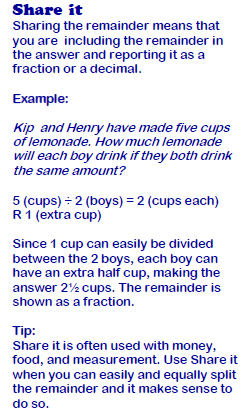 Share it
Sharing the remainder means that
you are including the remainder in
the answer and reporting it as a
fraction or a decimal.
Example:
Kip and Henry have made five cups
of lemonade. How much lemonade
will each boy drink if they both drink
the same amount?
5 (cups) ÷ 2 (boys) = 2 (cups each)
R 1 (extra cup)
Since 1 cup can easily be divided
between the 2 boys, each boy can
have an extra half cup, making the
answer 2½ cups. The remainder is
shown as a fraction.
Tip:
Share it is often used with money,
food, and measurement. Use Share it
when you can easily and equally split
the remainder and it makes sense to
do so.